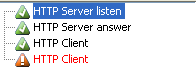 HTTP Server listen
HTTP Server answer
HTTP Client
HTTP Client